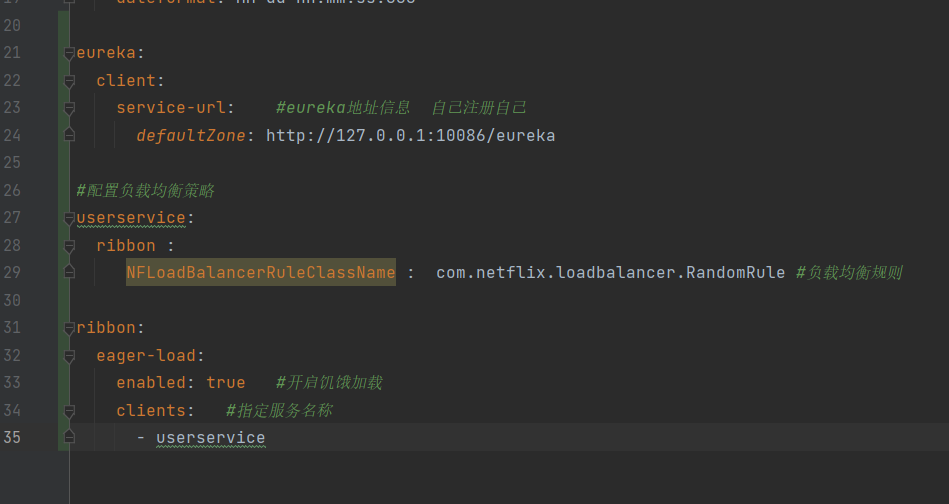 20
21 eureka:
22 client:
23 service-url: #eureka地址信息 自己注册自己
24 defaultZone: http://127.0.0.1:10086/eureka
25
26 #配置负载均衡策略
27 userservice:
28 ribbon :
29 NFLoadBalancerRuleClassName : com.netflix.loadbalancer.RandomRule #负载均衡规则
30
31 ribbon:
32 eager-load:
33 enabled: true #开启饥饿加载
34 clients: #指定服务名称
35 - userservice